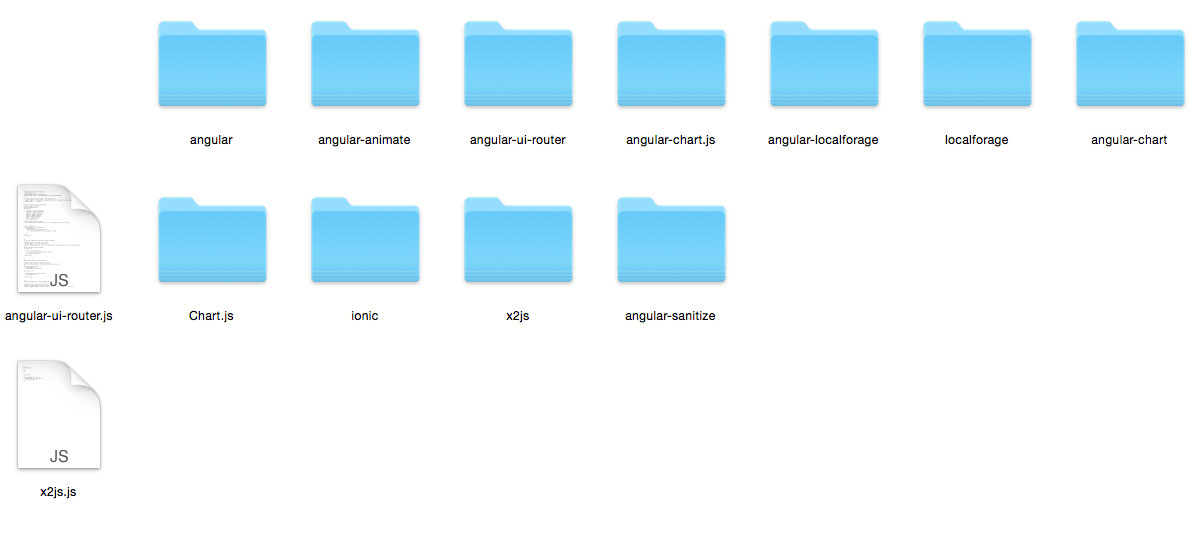 angular
angular-animate
angular-ui-router
angular-chart.js
angular-localforage
localforage
angular-chart
JS
angular-ui-router.js
Chart.js
ionic
x2js
angular-sanitize
JS
x2js.js